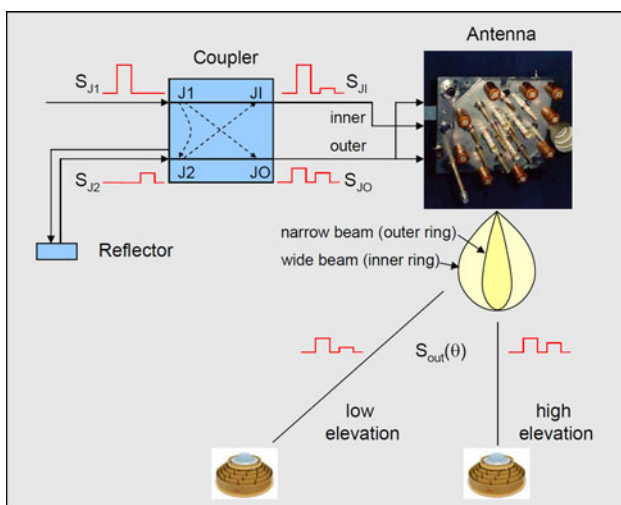 Antenna
Coupler
S_J1
J1
JI
S_JI
inner
outer
S_J2
J2
JO
S_JO
Reflector
narrow beam (outer ring)
wide beam (inner ring)
S_out(θ)
low
elevation
high
elevation